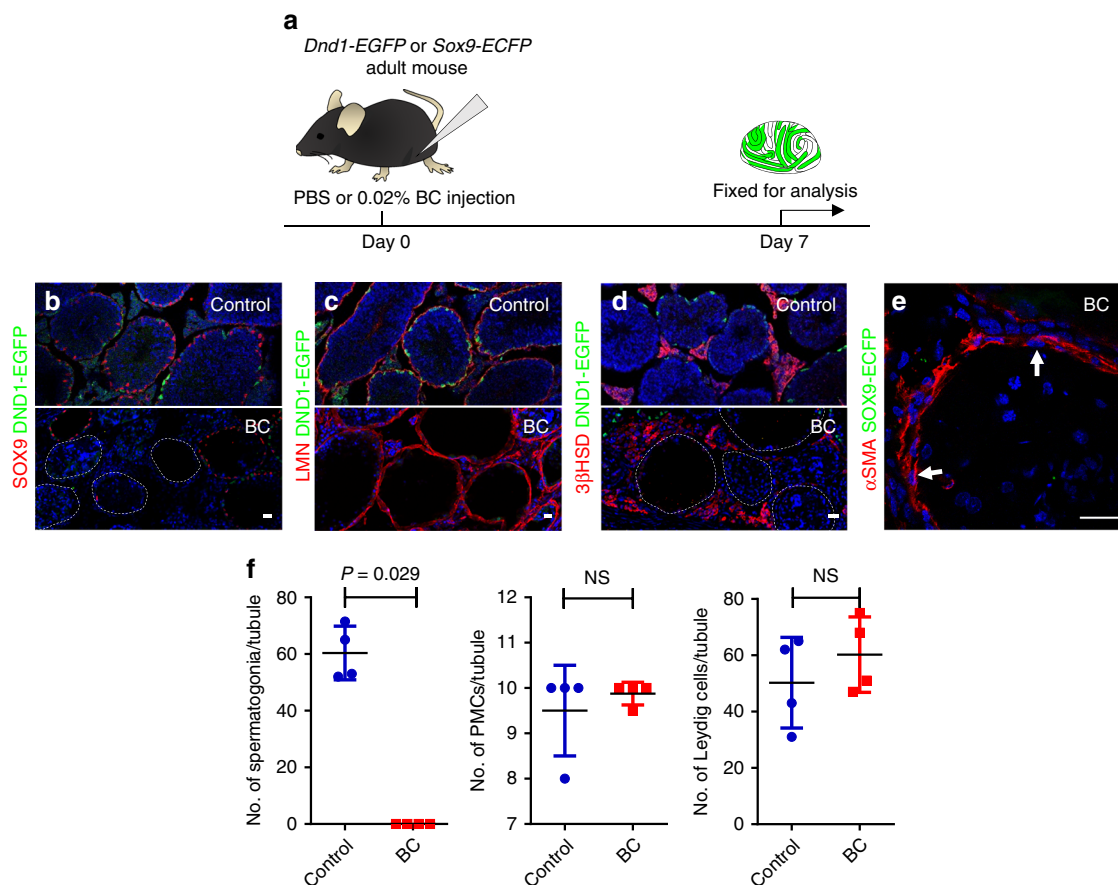 a
Dnd1-EGFP or Sox9-ECFP
adult mouse
PBS or 0.02% BC injection
Fixed for analysis
Day 0
Day 7
b
Control
BC
SOX9 DND1-EGFP
c
Control
BC
LMN DND1-EGFP
d
Control
BC
3βHSD DND1-EGFP
e
BC
αSMA SOX9-ECFP
f
P = 0.029
No. of spermatogonia/tubule
80
60
40
20
0
Control
BC
NS
No. of PMCs/tubule
12
11
10
9
8
7
Control
BC
NS
No. of Leydig cells/tubule
80
60
40
20
0
Control
BC